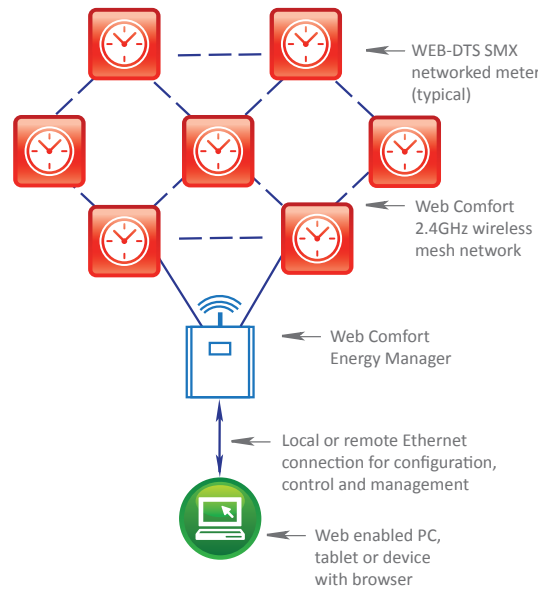 WEB-DTS SMX
networked meter
(typical)
Web Comfort
2.4GHz wireless
mesh network
Web Comfort
Energy Manager
Local or remote Ethernet
connection for configuration,
control and management
Web enabled PC,
tablet or device
with browser